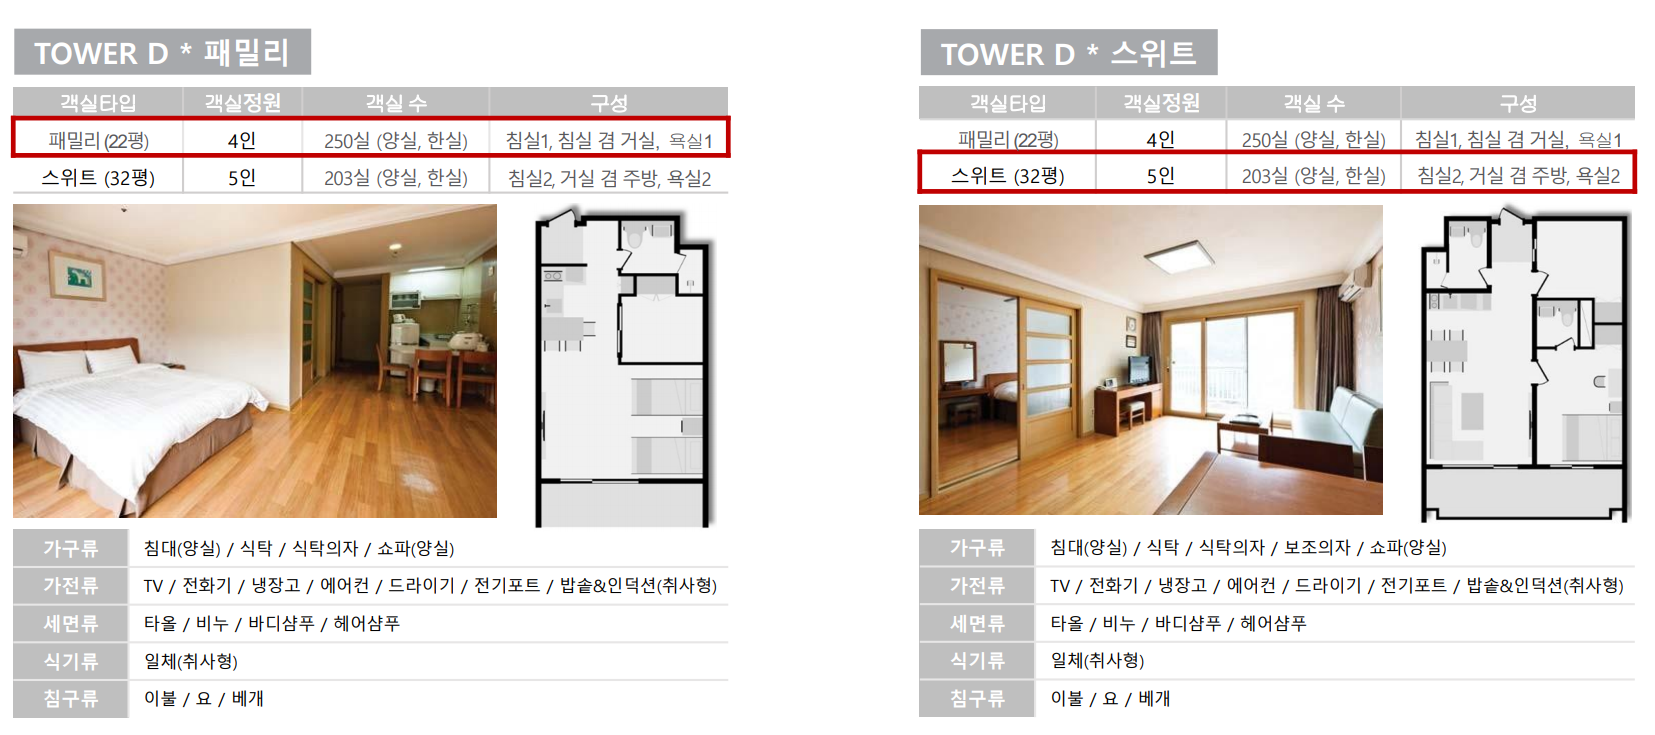 TOWER D * 패밀리
객실타입 객실정원 객실 수 구성
패밀리(22평) 4인 250실 (양실, 한실) 침실1, 침실 겸 거실, 욕실1
스위트 (32평) 5인 203실 (양실, 한실) 침실2, 거실 겸 주방, 욕실2
가구류 침대(양실) / 식탁 / 식탁의자 / 쇼파(양실)
가전류 TV / 전화기 / 냉장고 / 에어컨 / 드라이기 / 전기포트 / 밥솥&인덕션(취사형)
세면류 타올 / 비누 / 바디샴푸 / 헤어샴푸
식기류 일체(취사형)
침구류 이불 / 요 / 베개
TOWER D * 스위트
객실타입 객실정원 객실 수 구성
패밀리(22평) 4인 250실 (양실, 한실) 침실1, 침실 겸 거실, 욕실1
스위트 (32평) 5인 203실 (양실, 한실) 침실2, 거실 겸 주방, 욕실2
가구류 침대(양실) / 식탁 / 식탁의자 / 보조의자 / 쇼파(양실)
가전류 TV / 전화기 / 냉장고 / 에어컨 / 드라이기 / 전기포트 / 밥솥&인덕션(취사형)
세면류 타올 / 비누 / 바디샴푸 / 헤어샴푸
식기류 일체(취사형)
침구류 이불 / 요 / 베개